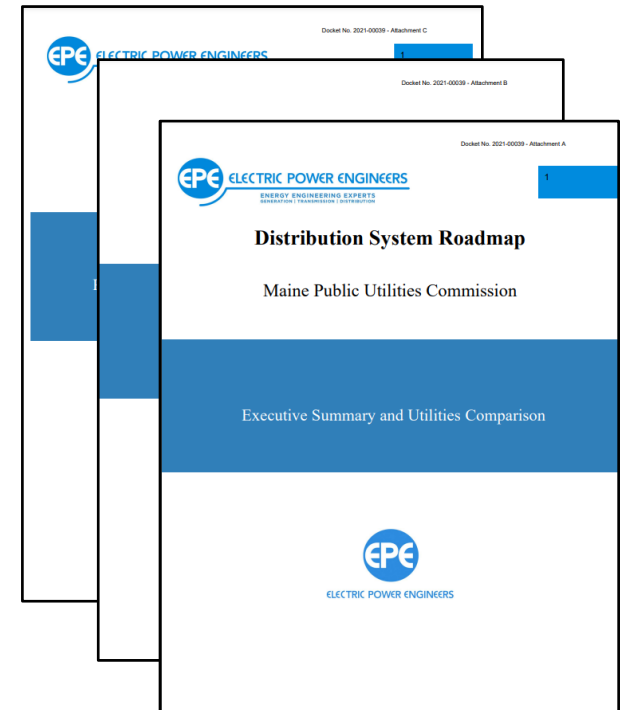 Docket No. 2021-00039 - Attachment C
EPE ELECTRIC POWER ENGINEERS
1
Docket No. 2021-00039 - Attachment B
Docket No. 2021-00039 - Attachment A
EPE ELECTRIC POWER ENGINEERS
ENERGY ENGINEERING EXPERTS
GENERATION | TRANSMISSION | DISTRIBUTION
1
Distribution System Roadmap
Maine Public Utilities Commission
Executive Summary and Utilities Comparison
EPE
ELECTRIC POWER ENGINEERS